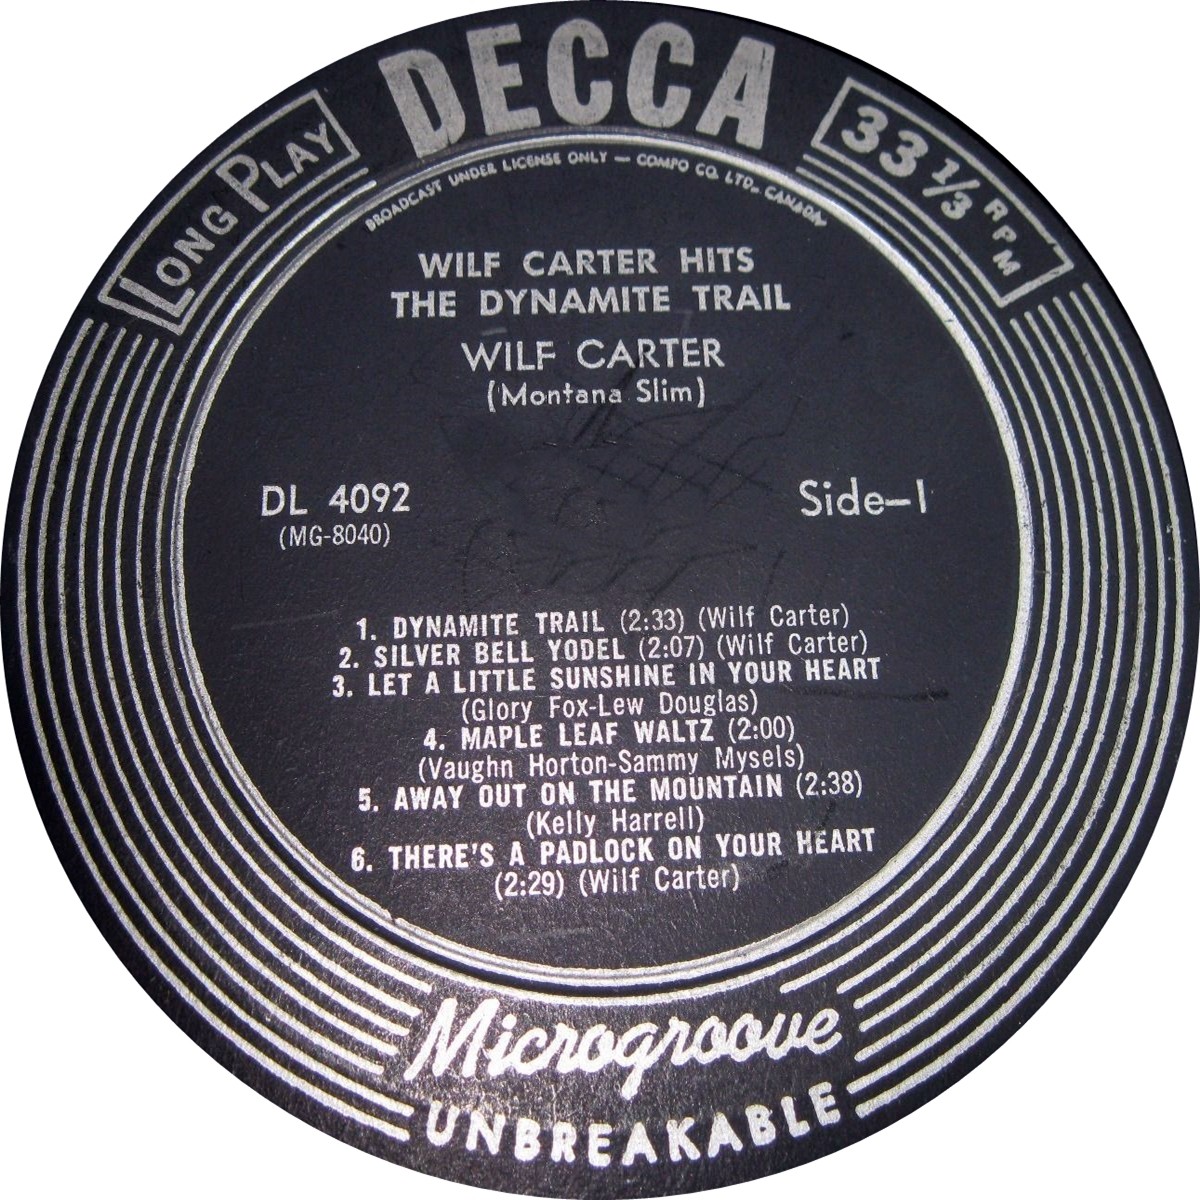 DECCA
LONG PLAY
33 1/3 RPM
BROADCAST UNDER LICENSE ONLY — COMPO CO. LTD., CANADA.
WILF CARTER HITS
THE DYNAMITE TRAIL
WILF CARTER
(Montana Slim)
DL 4092
(MG-8040)
Side-1
1. DYNAMITE TRAIL (2:33) (Wilf Carter)
2. SILVER BELL YODEL (2:07) (Wilf Carter)
3. LET A LITTLE SUNSHINE IN YOUR HEART
(Glory Fox-Lew Douglas)
4. MAPLE LEAF WALTZ (2:00)
(Vaughn Horton-Sammy Mysels)
5. AWAY OUT ON THE MOUNTAIN (2:38)
(Kelly Harrell)
6. THERE'S A PADLOCK ON YOUR HEART
(2:29) (Wilf Carter)
Microgroove
UNBREAKABLE